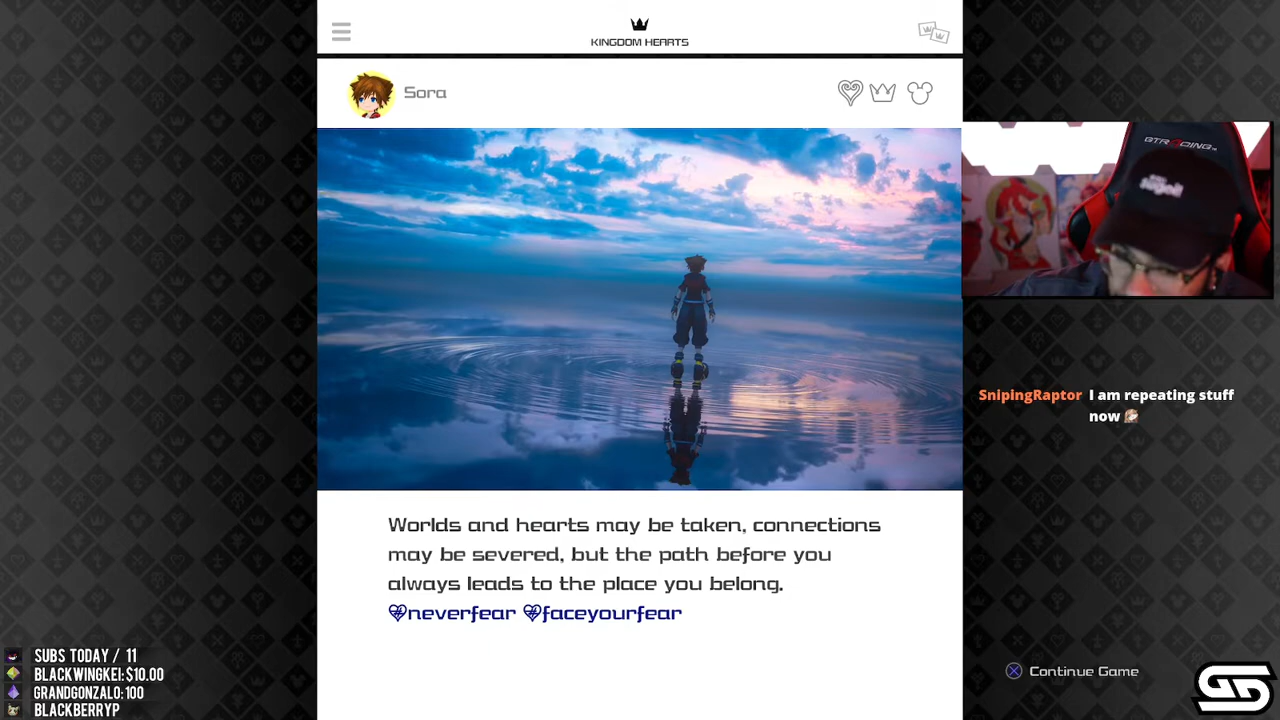 KINGDOM HEARTS
Sora
GTRACING
SnipingRaptor I am repeating stuff
now
Worlds and hearts may be taken, connections
may be severed, but the path before you
always leads to the place you belong.
#neverfear #faceyourfear
Continue Game
SUBS TODAY / 11
BLACKWINGKEI: $10.00
GRANDGONZALO: 100
BLACKBERRYP